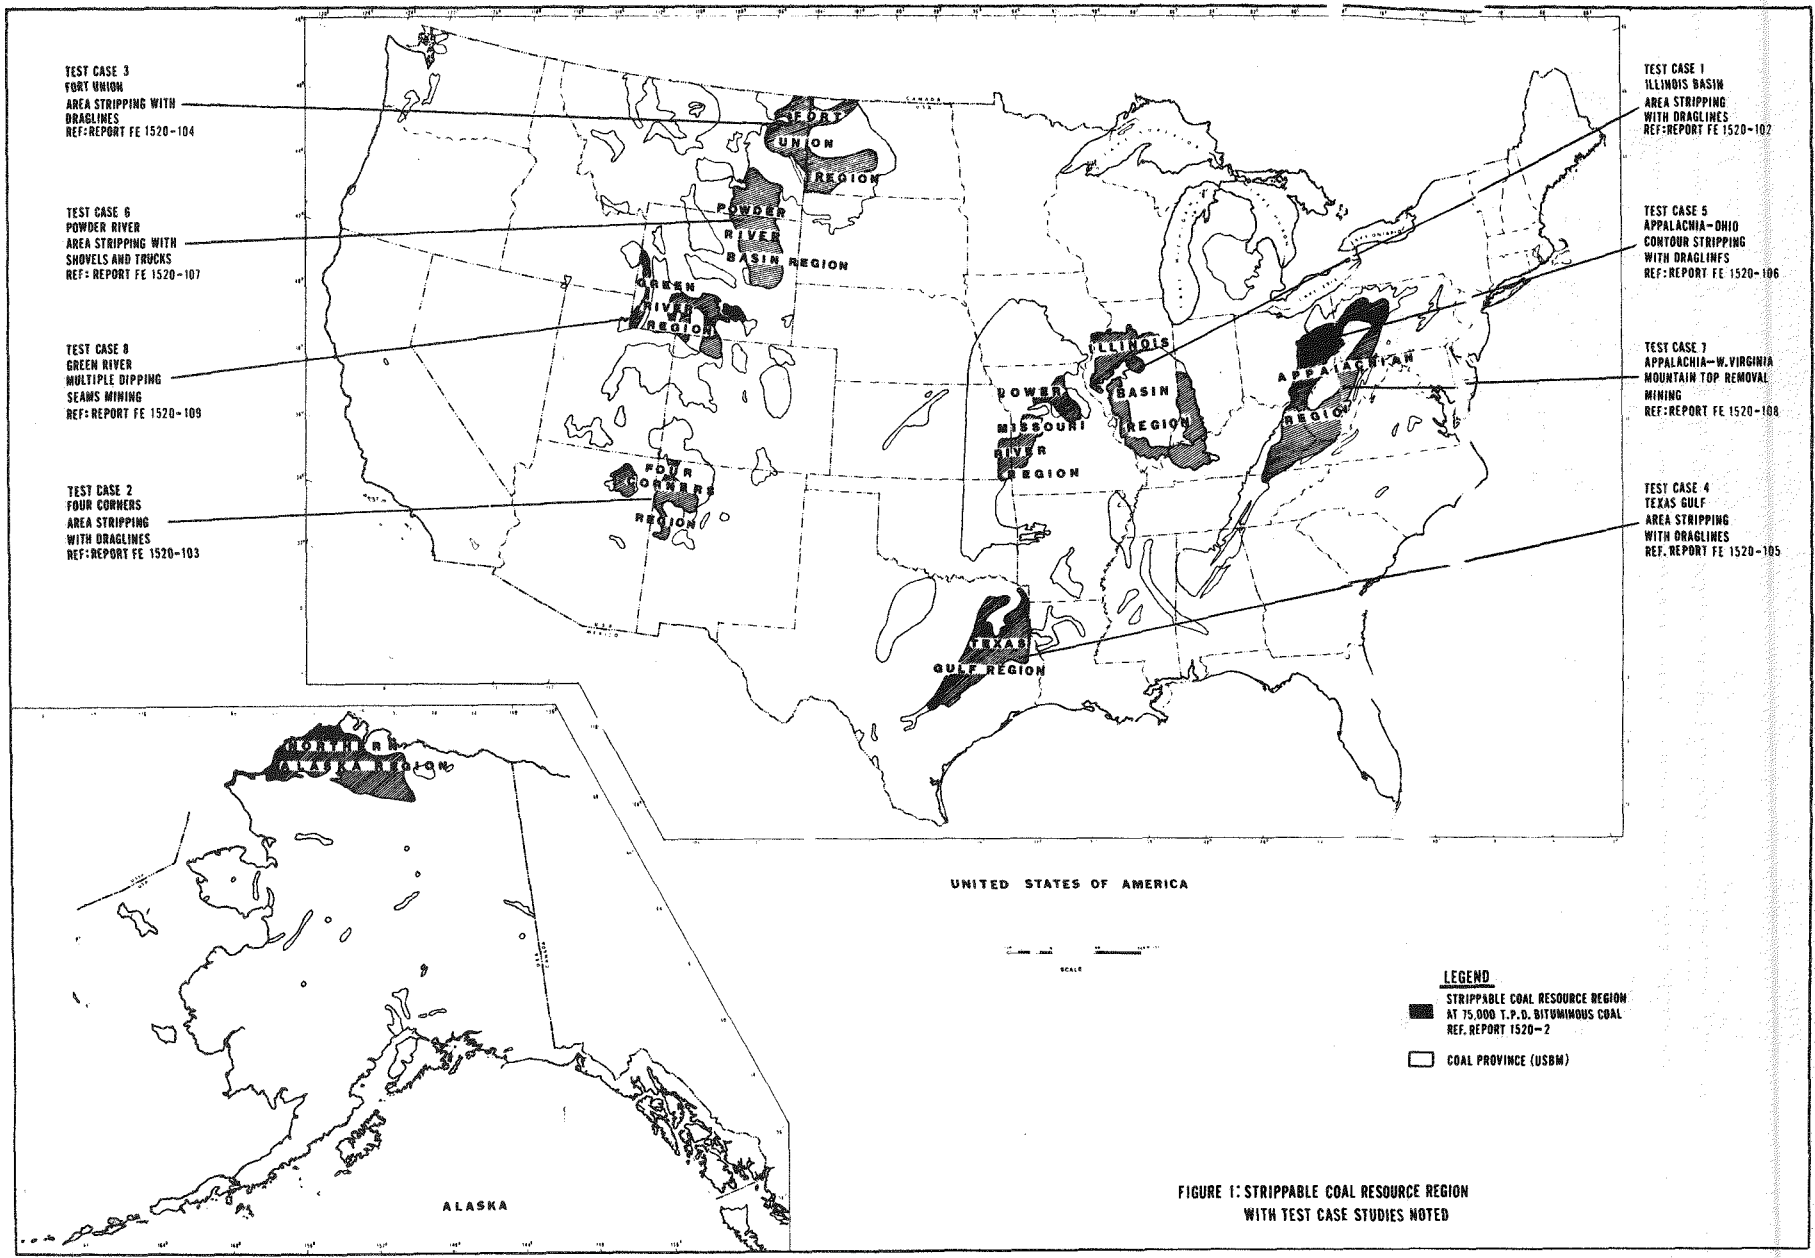 TEST CASE 3
FORT UNION
AREA STRIPPING WITH
DRAGLINES
REF:REPORT FE 1520-104
TEST CASE 6
POWDER RIVER
AREA STRIPPING WITH
SHOVELS AND TRUCKS
REF: REPORT FE 1520-107
TEST CASE 8
GREEN RIVER
MULTIPLE DIPPING
SEAMS MINING
REF: REPORT FE 1520-109
TEST CASE 2
FOUR CORNERS
AREA STRIPPING
WITH DRAGLINES
REF:REPORT FE 1520-103
CANADA
USA
FORT
UNION
REGION
POWDER
RIVER
BASIN REGION
GREEN
RIVER
REGION
FOUR
CORNERS
REGION
USA
MEXICO
LOWER
MISSOURI
RIVER
REGION
ILLINOIS
BASIN
REGION
APPALACHIAN
REGION
TEXAS
GULF REGION
TEST CASE 1
ILLINOIS BASIN
AREA STRIPPING
WITH DRAGLINES
REF:REPORT FE 1520-102
TEST CASE 5
APPALACHIA-OHIO
CONTOUR STRIPPING
WITH DRAGLINES
REF:REPORT FE 1520-106
TEST CASE 7
APPALACHIA-W.VIRGINIA
MOUNTAIN TOP REMOVAL
MINING
REF:REPORT FE 1520-108
TEST CASE 4
TEXAS GULF
AREA STRIPPING
WITH DRAGLINES
REF. REPORT FE 1520-105
NORTHERN
ALASKA REGION
ALASKA
UNITED STATES OF AMERICA
SCALE
LEGEND
STRIPPABLE COAL RESOURCE REGION
AT 75,000 T.P.D. BITUMINOUS COAL
REF. REPORT 1520-2
COAL PROVINCE (USBM)
FIGURE 1: STRIPPABLE COAL RESOURCE REGION
WITH TEST CASE STUDIES NOTED